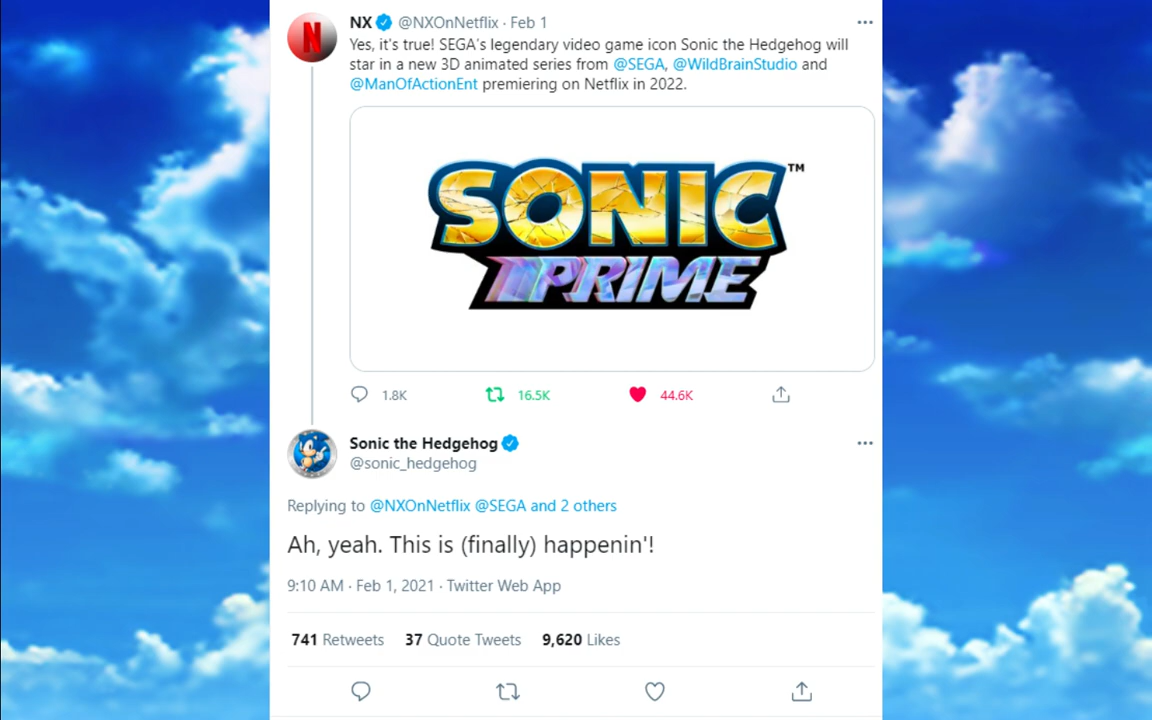 NX @NXOnNetflix · Feb 1
Yes, it's true! SEGA's legendary video game icon Sonic the Hedgehog will
star in a new 3D animated series from @SEGA, @WildBrainStudio and
@ManOfActionEnt premiering on Netflix in 2022.
SONIC™
PRIME
1.8K 16.5K 44.6K
Sonic the Hedgehog
@sonic_hedgehog
Replying to @NXOnNetflix @SEGA and 2 others
Ah, yeah. This is (finally) happenin'!
9:10 AM · Feb 1, 2021 · Twitter Web App
741 Retweets 37 Quote Tweets 9,620 Likes